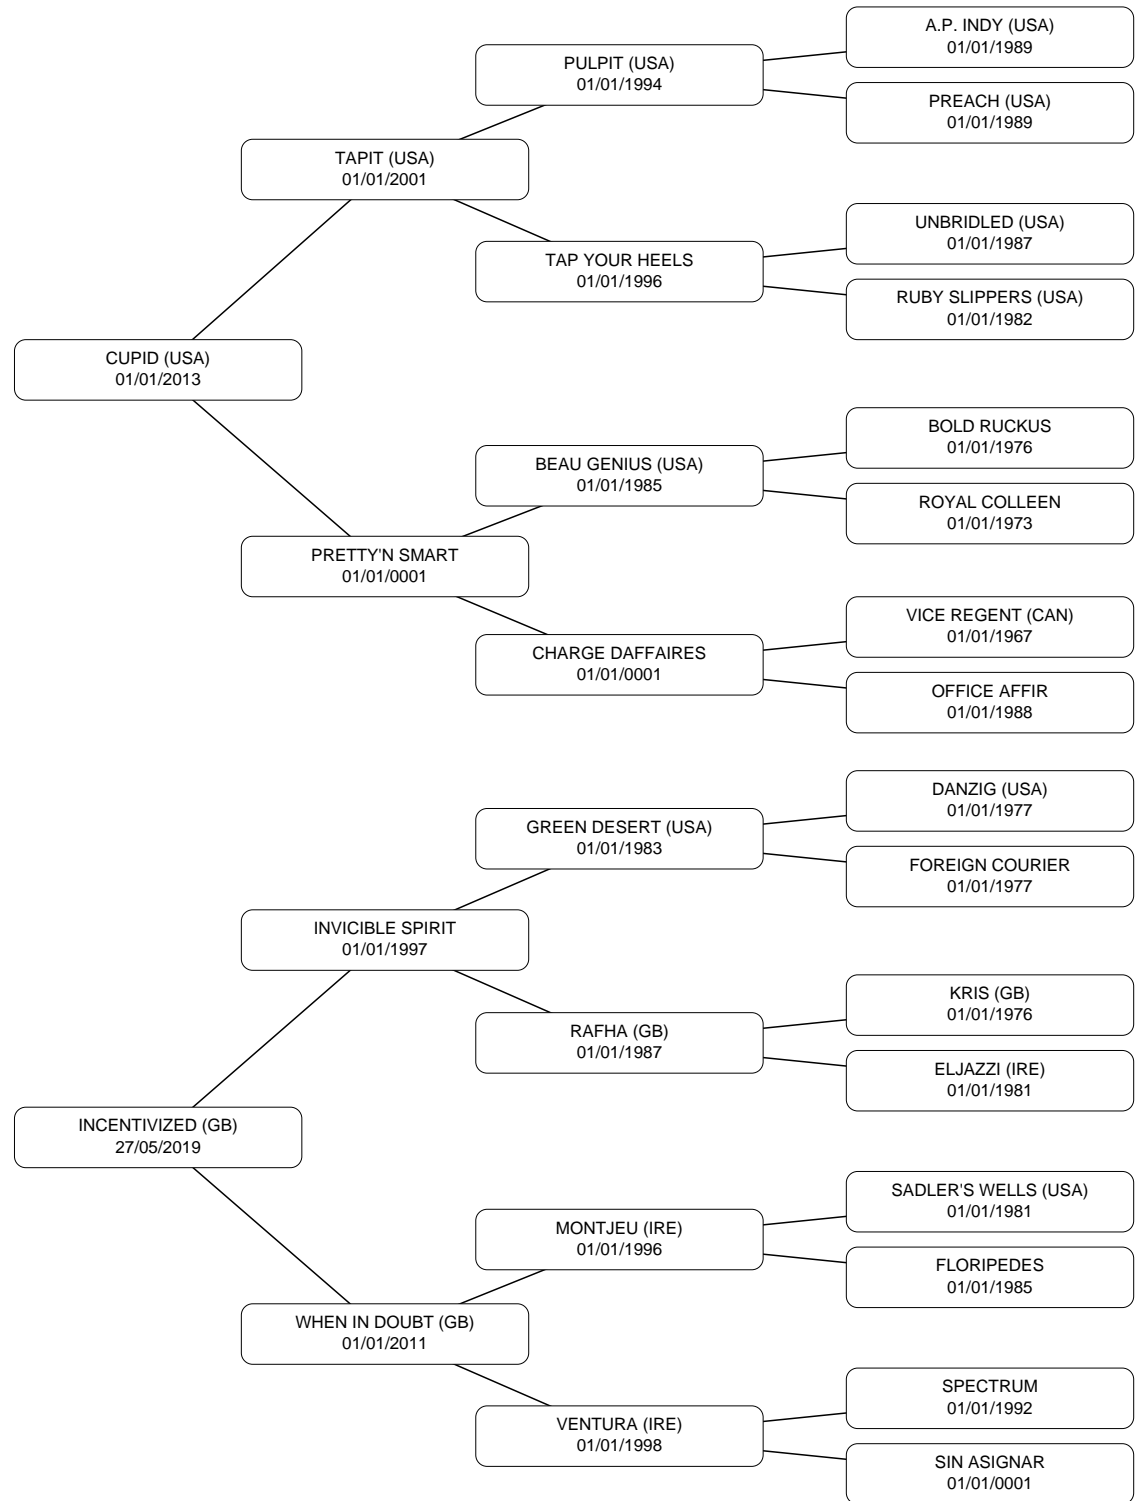 A.P. INDY (USA)
01/01/1989
PULPIT (USA)
01/01/1994
PREACH (USA)
01/01/1989
TAPIT (USA)
01/01/2001
UNBRIDLED (USA)
01/01/1987
TAP YOUR HEELS
01/01/1996
RUBY SLIPPERS (USA)
01/01/1982
CUPID (USA)
01/01/2013
BOLD RUCKUS
01/01/1976
BEAU GENIUS (USA)
01/01/1985
ROYAL COLLEEN
01/01/1973
PRETTY'N SMART
01/01/0001
VICE REGENT (CAN)
01/01/1967
CHARGE DAFFAIRES
01/01/0001
OFFICE AFFIR
01/01/1988
DANZIG (USA)
01/01/1977
GREEN DESERT (USA)
01/01/1983
FOREIGN COURIER
01/01/1977
INVICIBLE SPIRIT
01/01/1997
KRIS (GB)
01/01/1976
RAFHA (GB)
01/01/1987
ELJAZZI (IRE)
01/01/1981
INCENTIVIZED (GB)
27/05/2019
SADLER'S WELLS (USA)
01/01/1981
MONTJEU (IRE)
01/01/1996
FLORIPEDES
01/01/1985
WHEN IN DOUBT (GB)
01/01/2011
SPECTRUM
01/01/1992
VENTURA (IRE)
01/01/1998
SIN ASIGNAR
01/01/0001